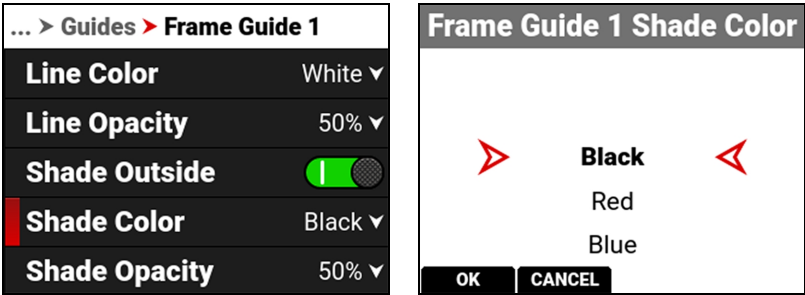 ... > Guides > Frame Guide 1
Line Color White
Line Opacity 50%
Shade Outside
Shade Color Black
Shade Opacity 50%
Frame Guide 1 Shade Color
Black
Red
Blue
OK CANCEL